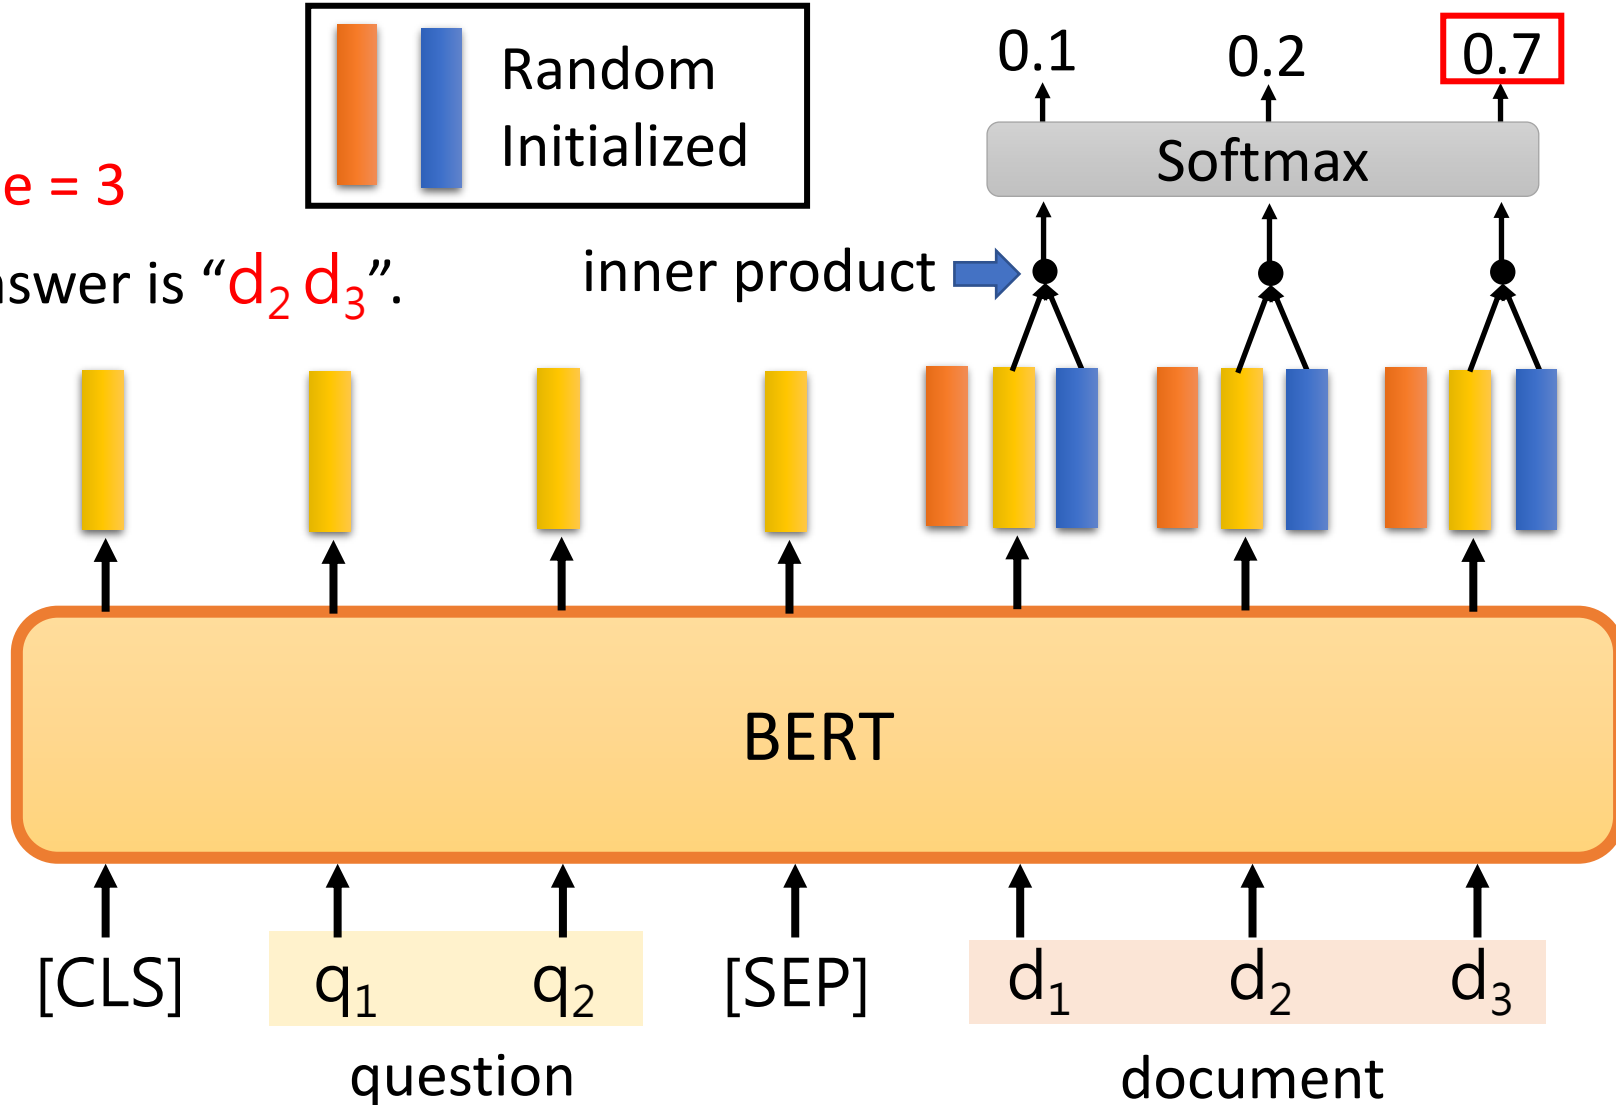 Random
Initialized
0.1 0.2 0.7
Softmax
e = 3
inner product
nswer is “d₂ d₃”.
BERT
[CLS] q₁ q₂ [SEP] d₁ d₂ d₃
question document